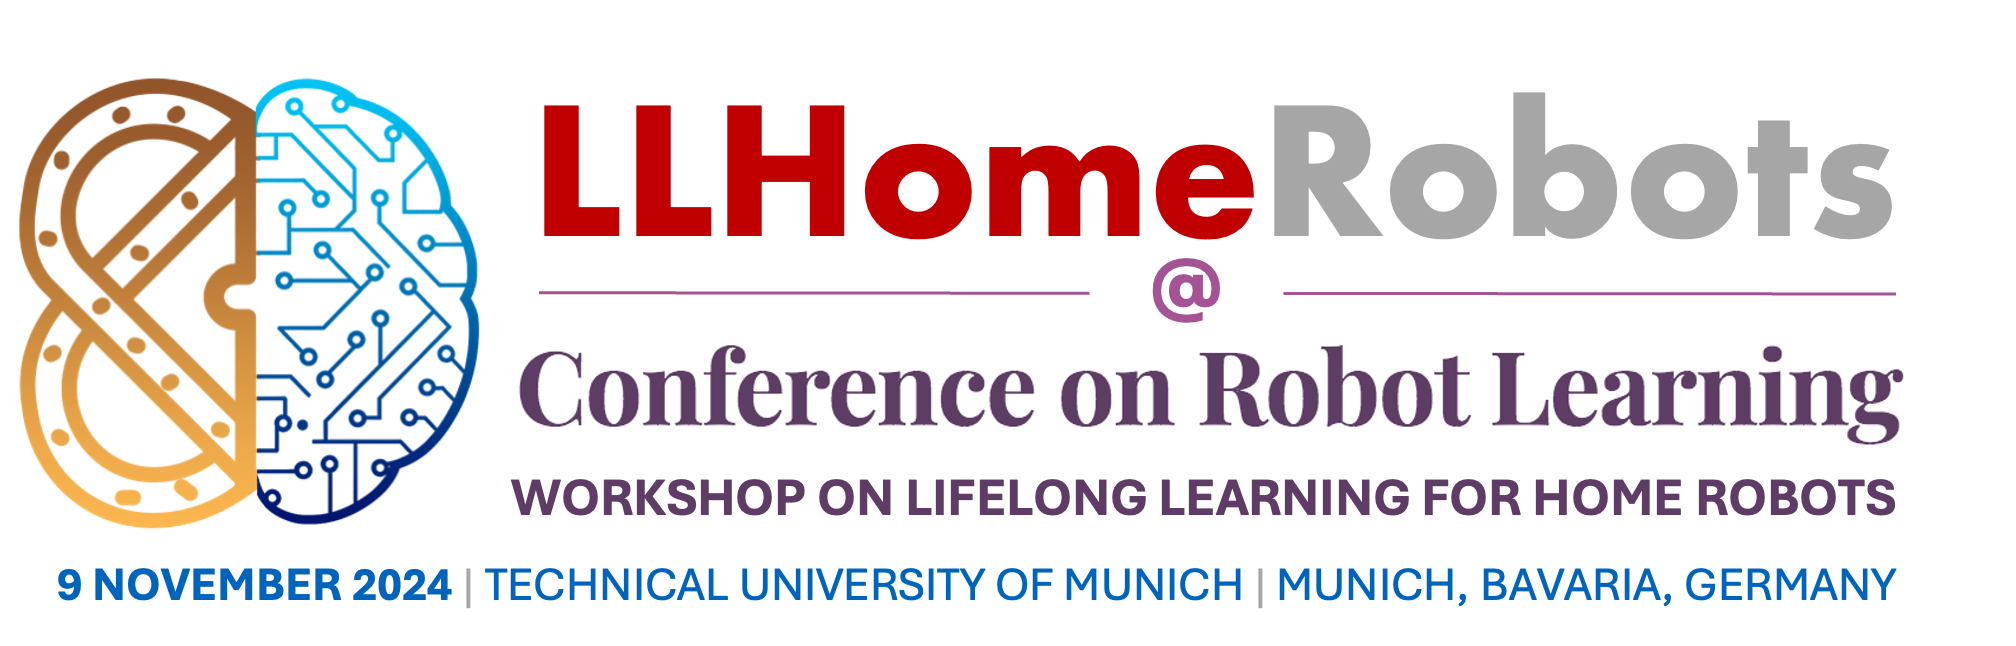 LLHomeRobots
@
Conference on Robot Learning
WORKSHOP ON LIFELONG LEARNING FOR HOME ROBOTS
9 NOVEMBER 2024 | TECHNICAL UNIVERSITY OF MUNICH | MUNICH, BAVARIA, GERMANY